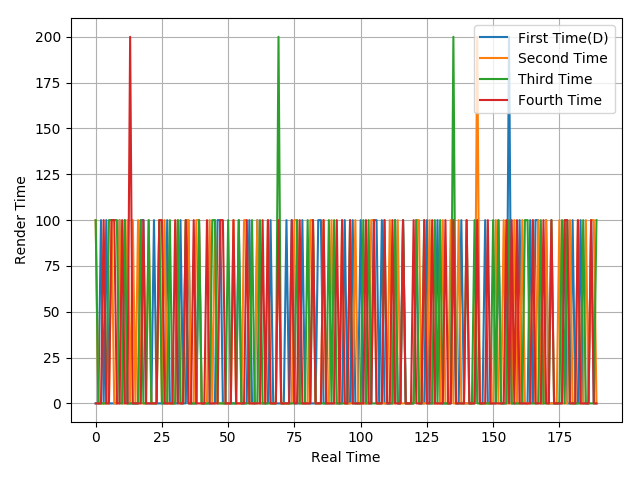 First Time(D)
Second Time
Third Time
Fourth Time
200
175
150
125
100
75
50
25
0
Render Time
0 25 50 75 100 125 150 175
Real Time